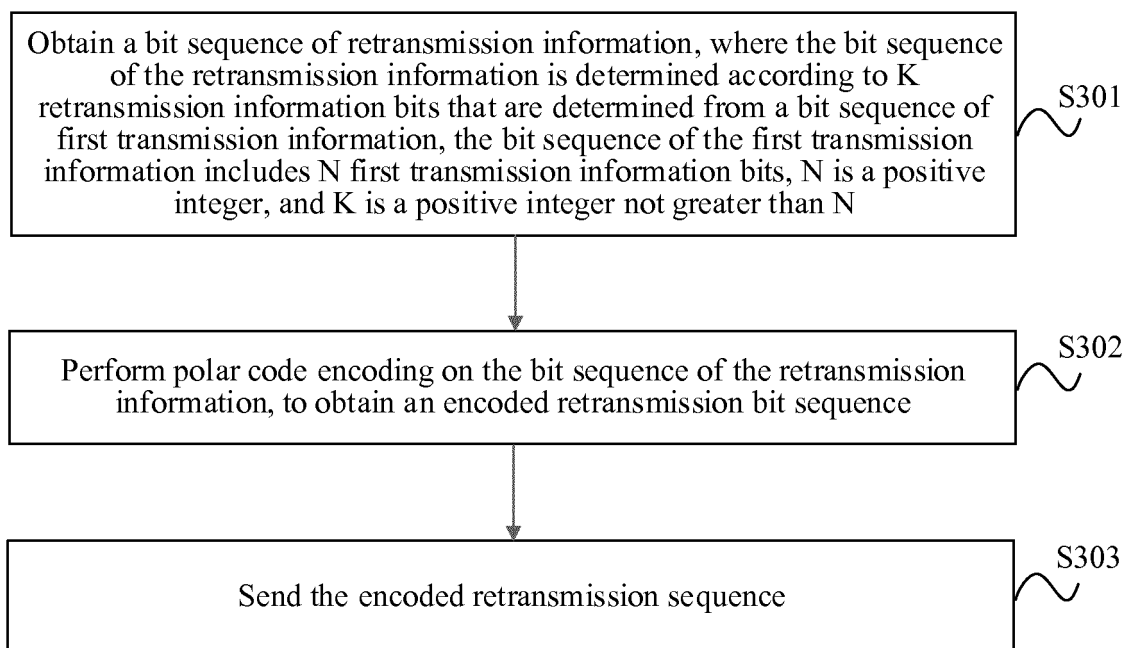 Obtain a bit sequence of retransmission information, where the bit sequence
of the retransmission information is determined according to K
retransmission information bits that are determined from a bit sequence of
first transmission information, the bit sequence of the first transmission
information includes N first transmission information bits, N is a positive
integer, and K is a positive integer not greater than N
S301
Perform polar code encoding on the bit sequence of the retransmission
information, to obtain an encoded retransmission bit sequence
S302
Send the encoded retransmission sequence
S303